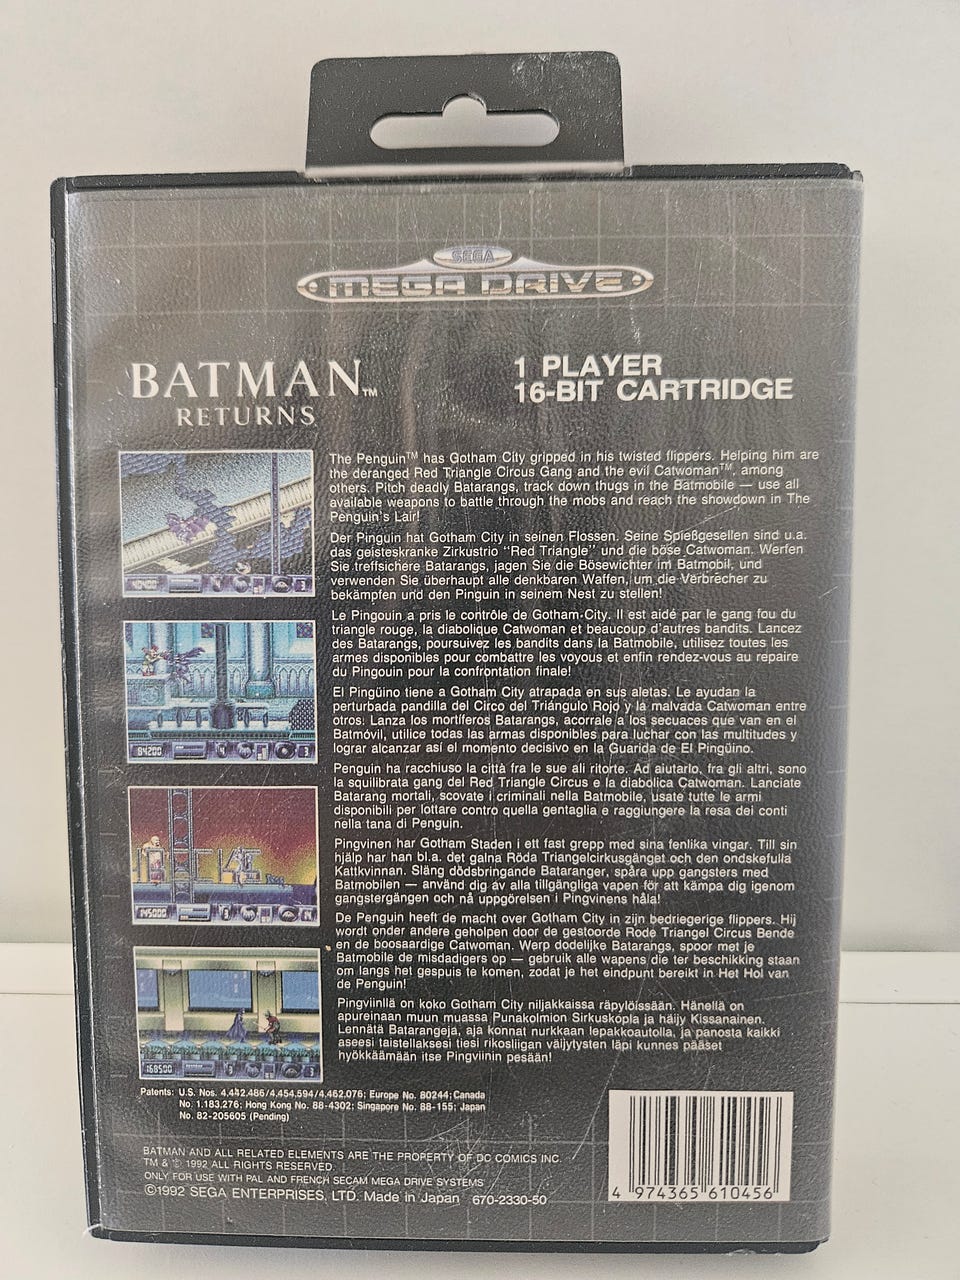 SEGA
MEGA DRIVE
BATMAN™
RETURNS
1 PLAYER
16-BIT CARTRIDGE
The Penguin™ has Gotham City gripped in his twisted flippers. Helping him are
the deranged Red Triangle Circus Gang and the evil Catwoman™, among
others. Pitch deadly Batarangs, track down thugs in the Batmobile — use all
available weapons to battle through the mobs and reach the showdown in The
Penguin's Lair!
Der Pinguin hat Gotham City in seinen Flossen. Seine Spießgesellen sind u.a.
das geisteskranke Zirkustrio "Red Triangle" und die böse Catwoman. Werfen
Sie treffsichere Batarangs, jagen Sie die Bösewichter im Batmobil, und
verwenden Sie überhaupt alle denkbaren Waffen, um die Verbrecher zu
bekämpfen und den Pinguin in seinem Nest zu stellen!
Le Pingouin a pris le contrôle de Gotham-City. Il est aidé par le gang fou du
triangle rouge, la diabolique Catwoman et beaucoup d'autres bandits. Lancez
des Batarangs, poursuivez les bandits dans la Batmobile, utilisez toutes les
armes disponibles pour combattre les voyous et enfin rendez-vous au repaire
du Pingouin pour la confrontation finale!
El Pingüino tiene a Gotham City atrapada en sus aletas. Le ayudan la
perturbada pandilla del Circo del Triángulo Rojo y la malvada Catwoman entre
otros: Lanza los mortíferos Batarangs, acorrale a los secuaces que van en el
Batmóvil, utilice todas las armas disponibles para luchar con las multitudes y
lograr alcanzar así el momento decisivo en la Guarida de El Pingüino.
Penguin ha racchiuso la città fra le sue ali ritorte. Ad aiutarlo, fra gli altri, sono
la squilibrata gang del Red Triangle Circus e la diabolica Catwoman. Lanciate
Batarang mortali, scovate i criminali nella Batmobile, usate tutte le armi
disponibili per lottare contro quella gentaglia e raggiungere la resa dei conti
nella tana di Penguin.
Pingvinen har Gotham Staden i ett fast grepp med sina fenlika vingar. Till sin
hjälp har han bl.a. det galna Röda Triangelcirkusgänget och den ondskefulla
Kattkvinnan. Släng dödsbringande Bataranger, spåra upp gangsters med
Batmobilen — använd dig av alla tillgängliga vapen för att kämpa dig igenom
gangstergängen och nå uppgörelsen i Pingvinens håla!
De Penguin heeft de macht over Gotham City in zijn bedriegerige flippers. Hij
wordt onder andere geholpen door de gestoorde Rode Triangel Circus Bende
en de boosaardige Catwoman. Werp dodelijke Batarangs, spoor met je
Batmobile de misdadigers op — gebruik alle wapens die ter beschikking staan
om langs het gespuis te komen, zodat je het eindpunt bereikt in Het Hol van
de Penguin!
Pingviinllä on koko Gotham City niljakkaissa räpylöissään. Hänellä on
apureinaan muun muassa Punakolmion Sirkuskopla ja häijy Kissanainen.
Lennätä Batarangeja, aja konnat nurkkaan lepakkoautolla, ja panosta kaikki
aseesi taistellaksesi tiesi rikosliigan väijytysten läpi kunnes pääset
hyökkäämään itse Pingviinin pesään!
40400
84200
145000
168500
Patents: U.S. Nos. 4,442,486/4,454,594/4,462,076; Europe No. 80244; Canada
No. 1,183,276; Hong Kong No. 88-4302; Singapore No. 88-155; Japan
No. 82-205605 (Pending)
BATMAN AND ALL RELATED ELEMENTS ARE THE PROPERTY OF DC COMICS INC.
TM & © 1992 ALL RIGHTS RESERVED.
ONLY FOR USE WITH PAL AND FRENCH SECAM MEGA DRIVE SYSTEMS
©1992 SEGA ENTERPRISES, LTD. Made in Japan 670-2330-50
4 974365 610456